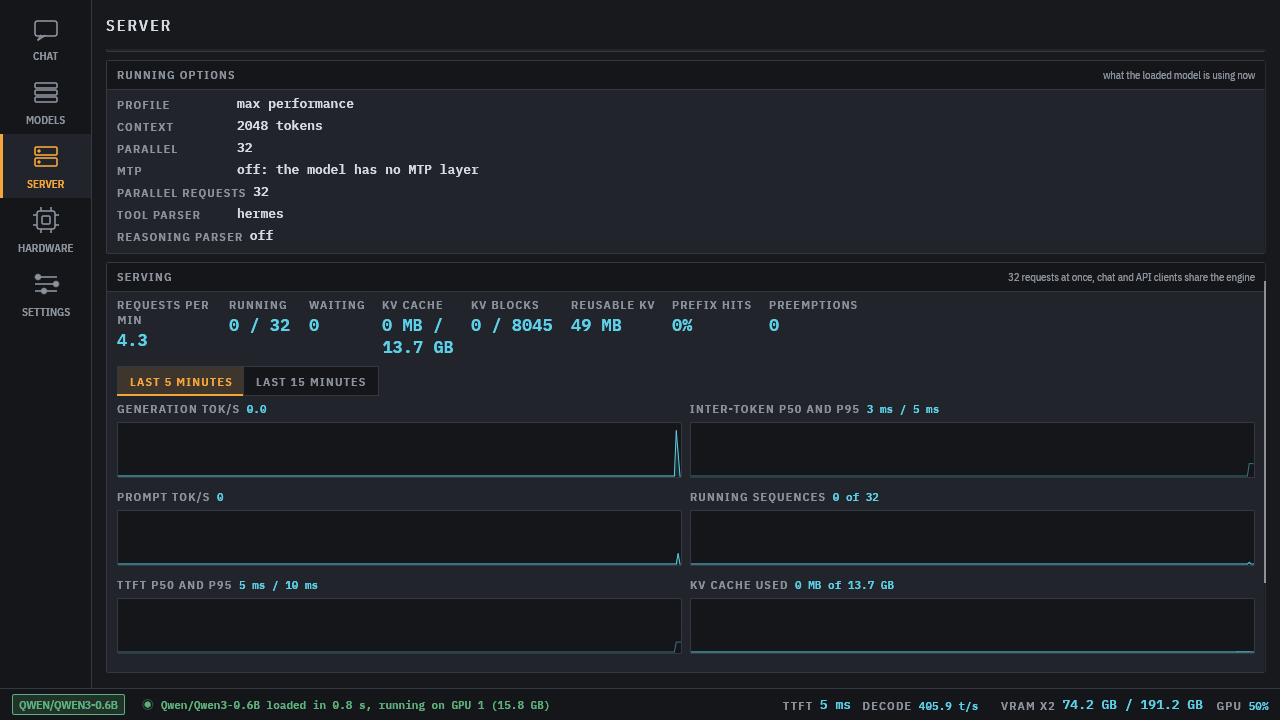 SERVER
CHAT
MODELS
SERVER
HARDWARE
SETTINGS
RUNNING OPTIONS what the loaded model is using now
PROFILE max performance
CONTEXT 2048 tokens
PARALLEL 32
MTP off: the model has no MTP layer
PARALLEL REQUESTS 32
TOOL PARSER hermes
REASONING PARSER off
SERVING 32 requests at once, chat and API clients share the engine
REQUESTS PER MIN 4.3
RUNNING 0 / 32
WAITING 0
KV CACHE 0 MB / 13.7 GB
KV BLOCKS 0 / 8045
REUSABLE KV 49 MB
PREFIX HITS 0%
PREEMPTIONS 0
LAST 5 MINUTES LAST 15 MINUTES
GENERATION TOK/S 0.0
INTER-TOKEN P50 AND P95 3 ms / 5 ms
PROMPT TOK/S 0
RUNNING SEQUENCES 0 of 32
TTFT P50 AND P95 5 ms / 10 ms
KV CACHE USED 0 MB of 13.7 GB
QWEN/QWEN3-0.6B Qwen/Qwen3-0.6B loaded in 0.8 s, running on GPU 1 (15.8 GB) TTFT 5 ms DECODE 405.9 t/s VRAM X2 74.2 GB / 191.2 GB GPU 50%